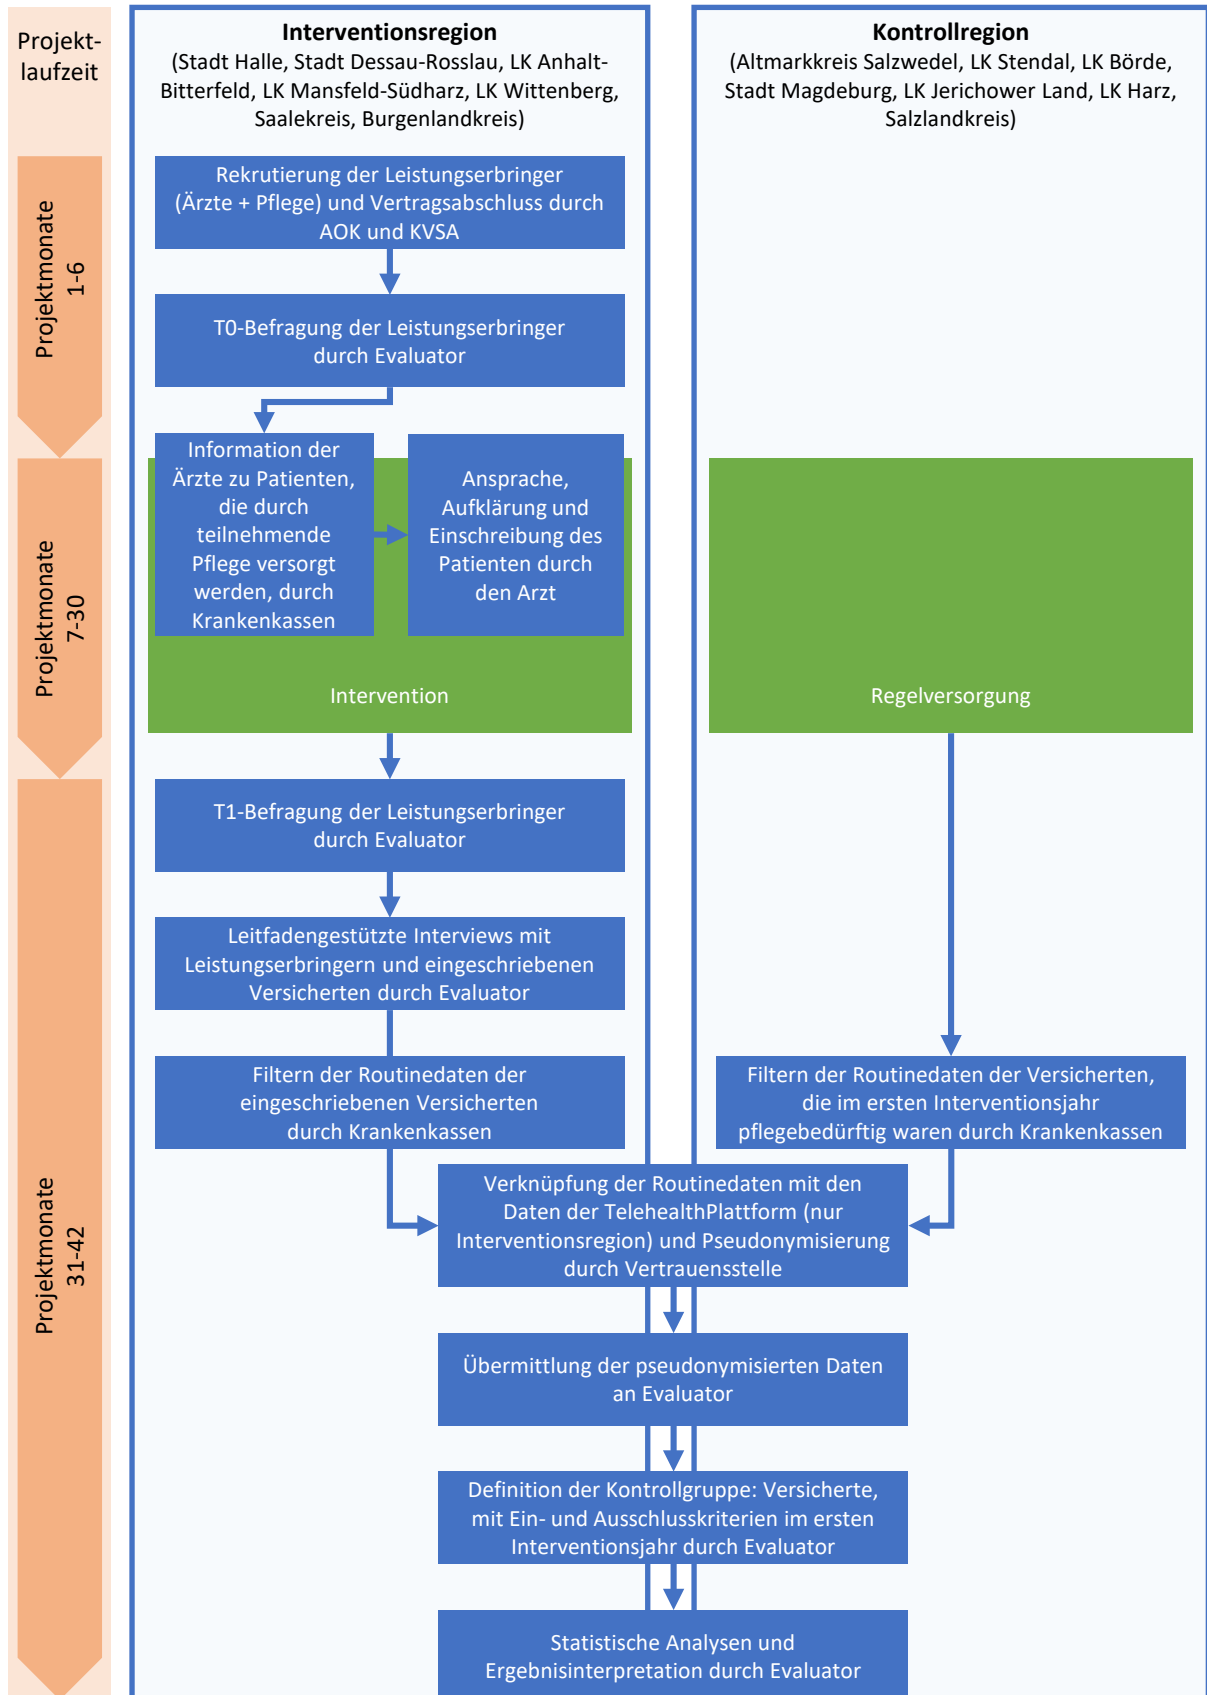 Projekt-
laufzeit
Interventionsregion
(Stadt Halle, Stadt Dessau-Rosslau, LK Anhalt-
Bitterfeld, LK Mansfeld-Südharz, LK Wittenberg,
Saalekreis, Burgenlandkreis)
Kontrollregion
(Altmarkkreis Salzwedel, LK Stendal, LK Börde,
Stadt Magdeburg, LK Jerichower Land, LK Harz,
Salzlandkreis)
Projektmonate
1-6
Rekrutierung der Leistungserbringer
(Ärzte + Pflege) und Vertragsabschluss durch
AOK und KVSA
T0-Befragung der Leistungserbringer
durch Evaluator
Projektmonate
7-30
Information der
Ärzte zu Patienten,
die durch
teilnehmende
Pflege versorgt
werden, durch
Krankenkassen
Ansprache,
Aufklärung und
Einschreibung des
Patienten durch
den Arzt
Intervention
Regelversorgung
Projektmonate
31-42
T1-Befragung der Leistungserbringer
durch Evaluator
Leitfadengestützte Interviews mit
Leistungserbringern und eingeschriebenen
Versicherten durch Evaluator
Filtern der Routinedaten der
eingeschriebenen Versicherten
durch Krankenkassen
Filtern der Routinedaten der Versicherten,
die im ersten Interventionsjahr
pflegebedürftig waren durch Krankenkassen
Verknüpfung der Routinedaten mit den
Daten der TelehealthPlattform (nur
Interventionsregion) und Pseudonymisierung
durch Vertrauensstelle
Übermittlung der pseudonymisierten Daten
an Evaluator
Definition der Kontrollgruppe: Versicherte,
mit Ein- und Ausschlusskriterien im ersten
Interventionsjahr durch Evaluator
Statistische Analysen und
Ergebnisinterpretation durch Evaluator